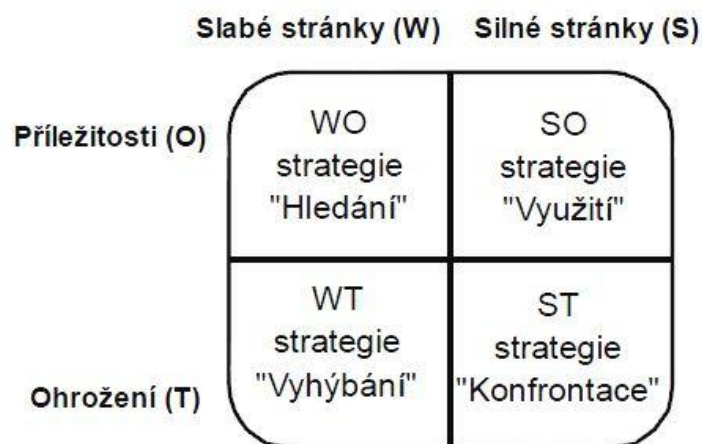 Slabé stránky (W) Silné stránky (S)
Příležitosti (O)
WO
strategie
"Hledání"
SO
strategie
"Využití"
Ohrožení (T)
WT
strategie
"Vyhýbání"
ST
strategie
"Konfrontace"